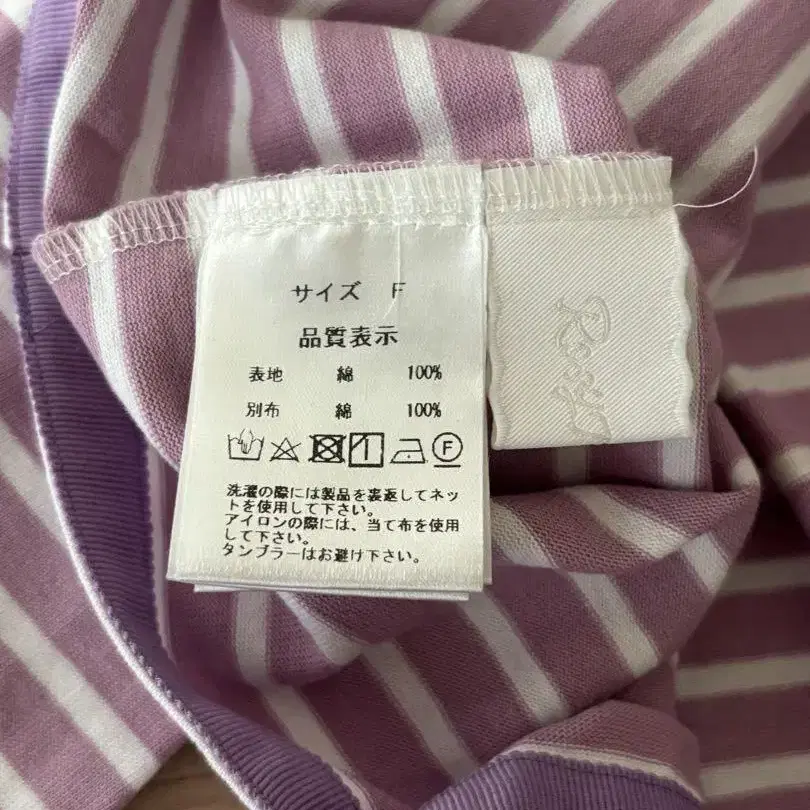 サイズ F
品質表示
表地 綿 100%
別布 綿 100%
F
洗濯の際には製品を裏返してネッ
トを使用して下さい。
アイロンの際には、当て布を使用
して下さい。
タンブラーはお避け下さい。